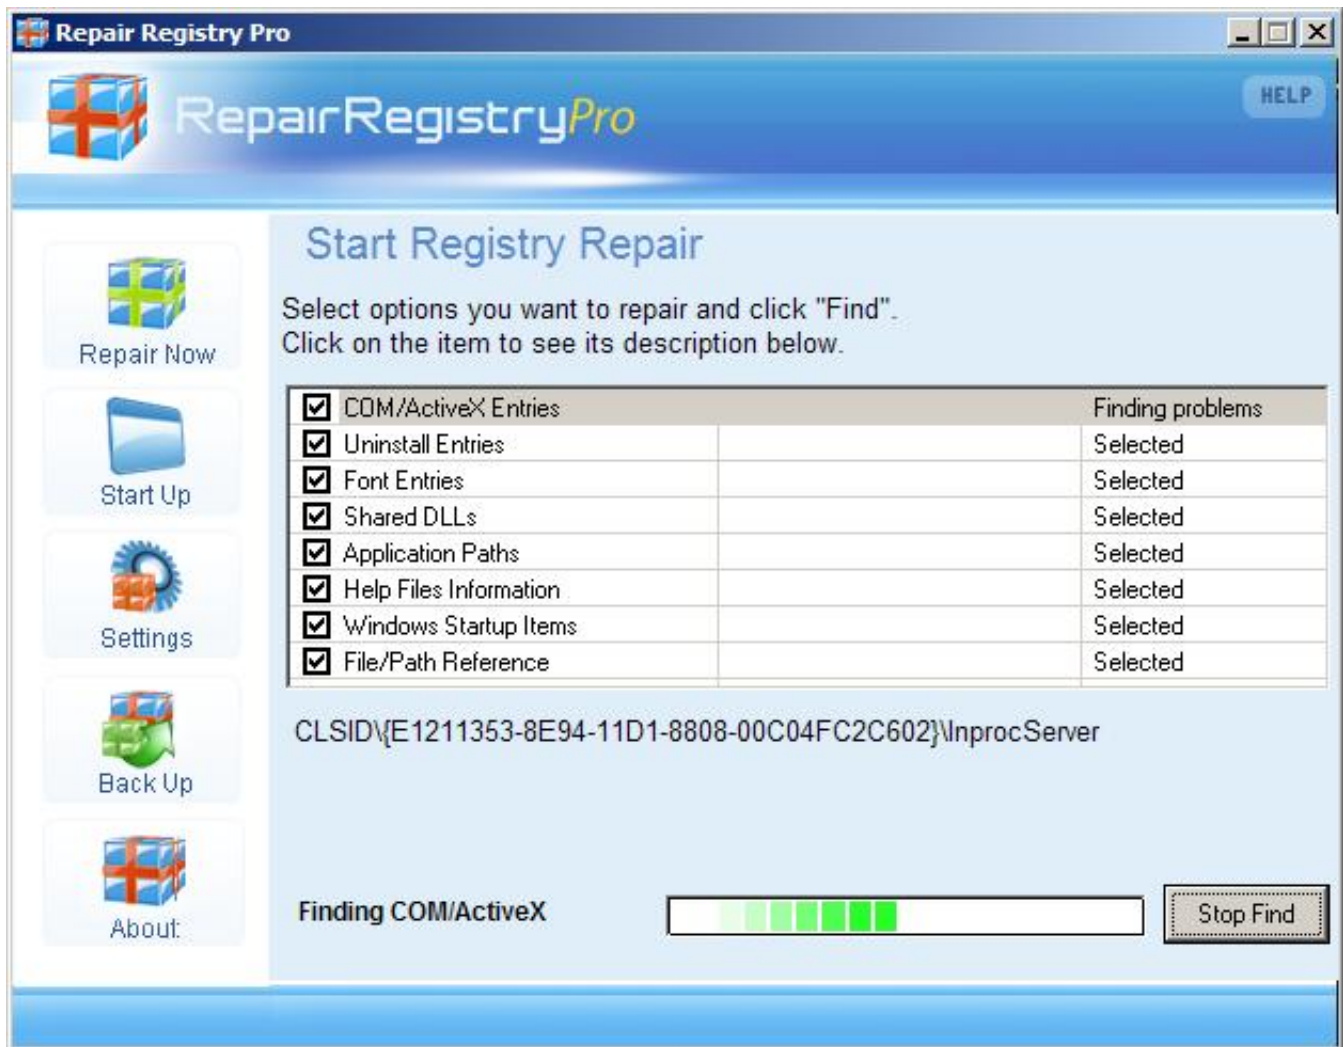 Repair Registry Pro
RepairRegistryPro
HELP
Repair Now
Start Up
Settings
Back Up
About
Start Registry Repair
Select options you want to repair and click "Find".
Click on the item to see its description below.
COM/ActiveX Entries Finding problems
Uninstall Entries Selected
Font Entries Selected
Shared DLLs Selected
Application Paths Selected
Help Files Information Selected
Windows Startup Items Selected
File/Path Reference Selected
CLSID\{E1211353-8E94-11D1-8808-00C04FC2C602}\InprocServer
Finding COM/ActiveX
Stop Find